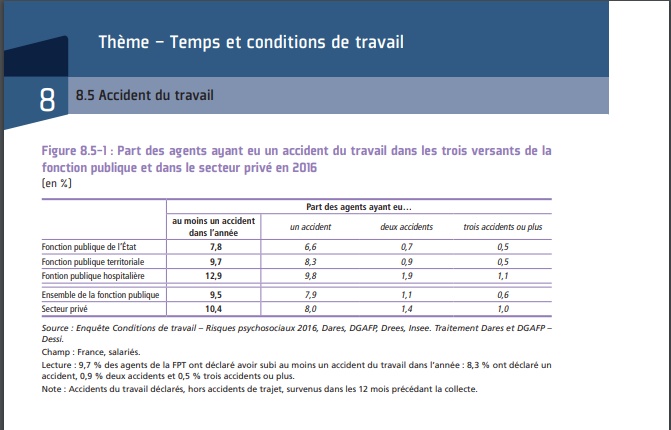 Thème – Temps et conditions de travail
8
8.5 Accident du travail
Figure 8.5-1 : Part des agents ayant eu un accident du travail dans les trois versants de la
fonction publique et dans le secteur privé en 2016
(en %)
Part des agents ayant eu…
au moins un accident
dans l'année
un accident
deux accidents
trois accidents ou plus
Fonction publique de l'État 7,8 6,6 0,7 0,5
Fonction publique territoriale 9,7 8,3 0,9 0,5
Fontion publique hospitalière 12,9 9,8 1,9 1,1
Ensemble de la fonction publique 9,5 7,9 1,1 0,6
Secteur privé 10,4 8,0 1,4 1,0
Source : Enquête Conditions de travail – Risques psychosociaux 2016, Dares, DGAFP, Drees, Insee. Traitement Dares et DGAFP –
Dessi.
Champ : France, salariés.
Lecture : 9,7 % des agents de la FPT ont déclaré avoir subi au moins un accident du travail dans l'année : 8,3 % ont déclaré un
accident, 0,9 % deux accidents et 0,5 % trois accidents ou plus.
Note : Accidents du travail déclarés, hors accidents de trajet, survenus dans les 12 mois précédant la collecte.